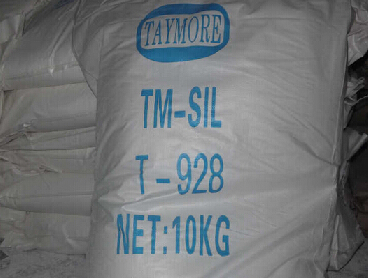 TAYMORE
TM-SIL
T-928
NET:10KG